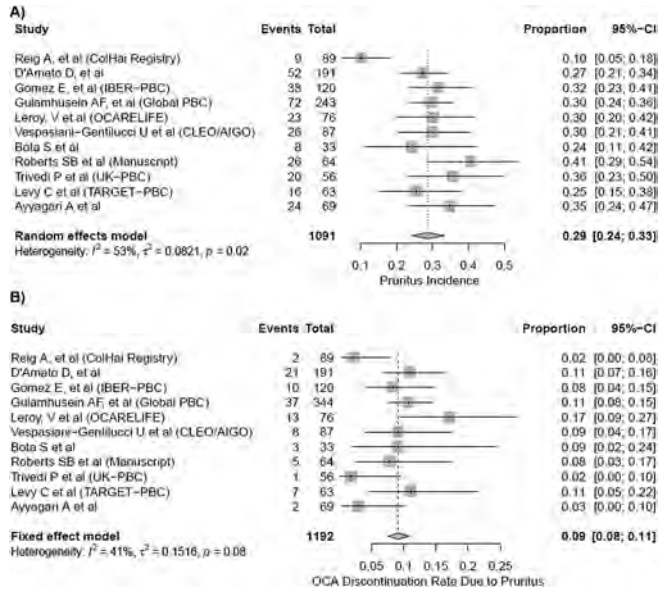 A)
Study Events Total Proportion 95%-CI
Reig A, et al (ColHai Registry) 9 89 0.10 [0.05; 0.18]
D'Amato D, et al 52 191 0.27 [0.21; 0.34]
Gomez E, et al (IBER-PBC) 38 120 0.32 [0.23; 0.41]
Gulamhusein AF, et al (Global PBC) 72 243 0.30 [0.24; 0.36]
Leroy, V et al (OCARELIFE) 23 76 0.30 [0.20; 0.42]
Vespasiani-Gentilucci U et al (CLEO/AIGO) 26 87 0.30 [0.21; 0.41]
Bota S et al 8 33 0.24 [0.11; 0.42]
Roberts SB et al (Manuscript) 26 64 0.41 [0.29; 0.54]
Trivedi P et al (UK-PBC) 20 56 0.36 [0.23; 0.50]
Levy C et al (TARGET-PBC) 16 63 0.25 [0.15; 0.38]
Ayyagari A et al 24 69 0.35 [0.24; 0.47]
Random effects model 1091 0.29 [0.24; 0.33]
Heterogeneity: I² = 53%, τ² = 0.0821, p = 0.02
0.1 0.2 0.3 0.4 0.5
Pruritus Incidence
B)
Study Events Total Proportion 95%-CI
Reig A, et al (ColHai Registry) 2 89 0.02 [0.00; 0.08]
D'Amato D, et al 21 191 0.11 [0.07; 0.16]
Gomez E, et al (IBER-PBC) 10 120 0.08 [0.04; 0.15]
Gulamhusein AF, et al (Global PBC) 37 344 0.11 [0.08; 0.15]
Leroy, V et al (OCARELIFE) 13 76 0.17 [0.09; 0.27]
Vespasiani-Gentilucci U et al (CLEO/AIGO) 8 87 0.09 [0.04; 0.17]
Bota S et al 3 33 0.09 [0.02; 0.24]
Roberts SB et al (Manuscript) 5 64 0.08 [0.03; 0.17]
Trivedi P et al (UK-PBC) 1 56 0.02 [0.00; 0.10]
Levy C et al (TARGET-PBC) 7 63 0.11 [0.05; 0.22]
Ayyagari A et al 2 69 0.03 [0.00; 0.10]
Fixed effect model 1192 0.09 [0.08; 0.11]
Heterogeneity: I² = 41%, τ² = 0.1516, p = 0.08
0.05 0.1 0.15 0.2 0.25
OCA Discontinuation Rate Due to Pruritus